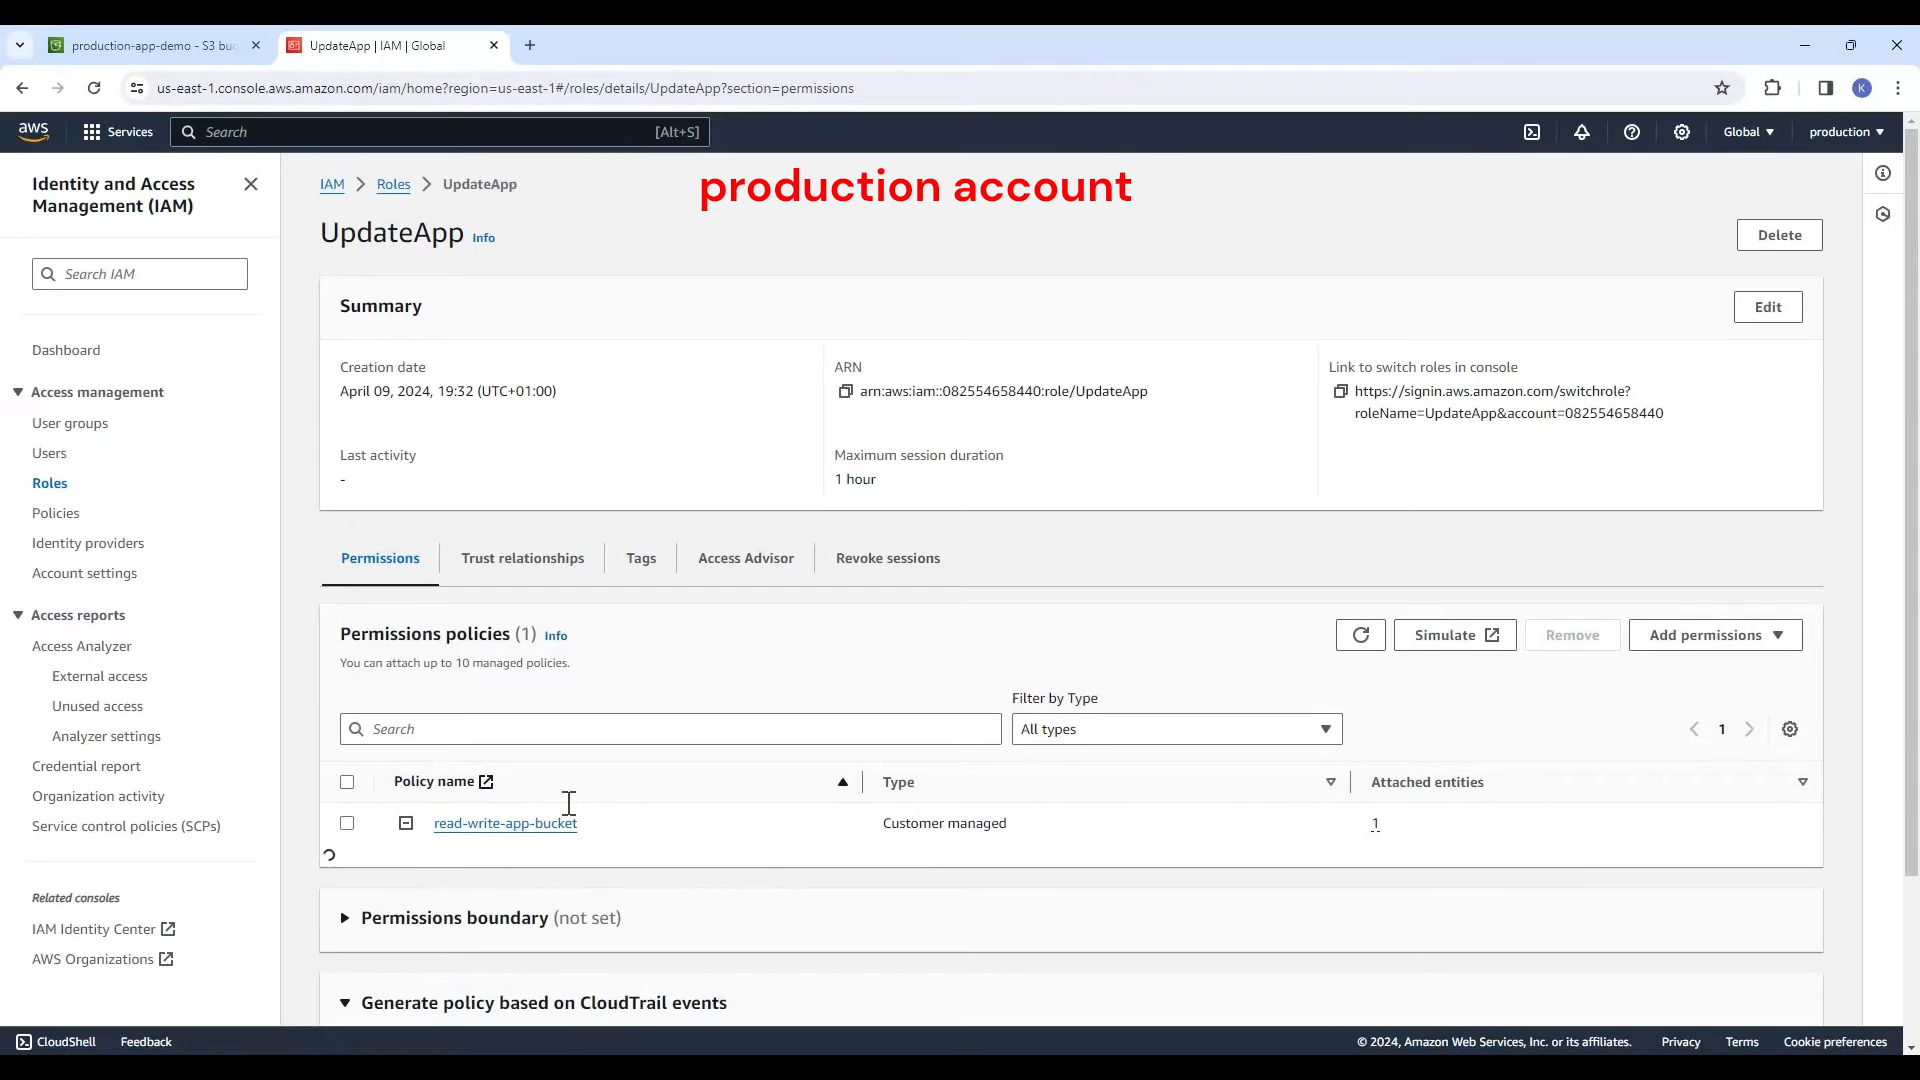 production-app-demo - S3 buc
UpdateApp | IAM | Global
us-east-1.console.aws.amazon.com/iam/home?region=us-east-1#/roles/details/UpdateApp?section=permissions
K
aws
Services
Search
[Alt+S]
Global
production
Identity and Access
Management (IAM)
Search IAM
Dashboard
Access management
User groups
Users
Roles
Policies
Identity providers
Account settings
Access reports
Access Analyzer
External access
Unused access
Analyzer settings
Credential report
Organization activity
Service control policies (SCPs)
Related consoles
IAM Identity Center
AWS Organizations
IAM
Roles
UpdateApp
production account
UpdateApp
Info
Delete
Summary
Edit
Creation date
April 09, 2024, 19:32 (UTC+01:00)
ARN
arn:aws:iam::082554658440:role/UpdateApp
Link to switch roles in console
https://signin.aws.amazon.com/switchrole?
roleName=UpdateApp&account=082554658440
Last activity
-
Maximum session duration
1 hour
Permissions
Trust relationships
Tags
Access Advisor
Revoke sessions
Permissions policies (1) Info
You can attach up to 10 managed policies.
Simulate
Remove
Add permissions
Filter by Type
Search
All types
1
Policy name
Type
Attached entities
read-write-app-bucket
Customer managed
1
Permissions boundary (not set)
Generate policy based on CloudTrail events
CloudShell
Feedback
© 2024, Amazon Web Services, Inc. or its affiliates.
Privacy
Terms
Cookie preferences